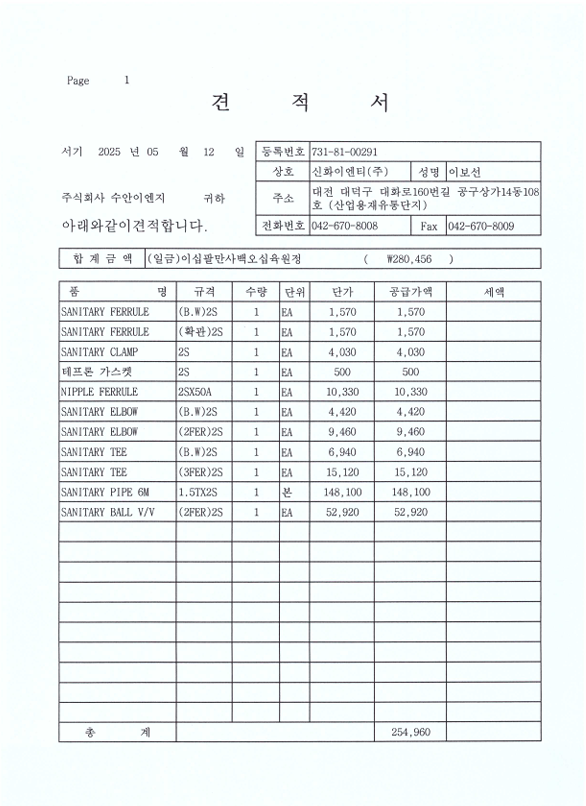 Page 1
견 적 서
서기 2025 년 05 월 12 일
등록번호 731-81-00291
상호 신화이엔티(주) 성명 이보선
주식회사 수안이엔지 귀하
주소 대전 대덕구 대화로160번길 공구상가14동108
호 (산업용재유통단지)
아래와같이견적합니다.
전화번호 042-670-8008 Fax 042-670-8009
합 계 금 액 (일금)이십팔만사백오십육원정 ( ₩280,456 )
품 명 규격 수량 단위 단가 공급가액 세액
SANITARY FERRULE (B.W)2S 1 EA 1,570 1,570
SANITARY FERRULE (확관)2S 1 EA 1,570 1,570
SANITARY CLAMP 2S 1 EA 4,030 4,030
테프론 가스켓 2S 1 EA 500 500
NIPPLE FERRULE 2SX50A 1 EA 10,330 10,330
SANITARY ELBOW (B.W)2S 1 EA 4,420 4,420
SANITARY ELBOW (2FER)2S 1 EA 9,460 9,460
SANITARY TEE (B.W)2S 1 EA 6,940 6,940
SANITARY TEE (3FER)2S 1 EA 15,120 15,120
SANITARY PIPE 6M 1.5TX2S 1 본 148,100 148,100
SANITARY BALL V/V (2FER)2S 1 EA 52,920 52,920
총 계 254,960